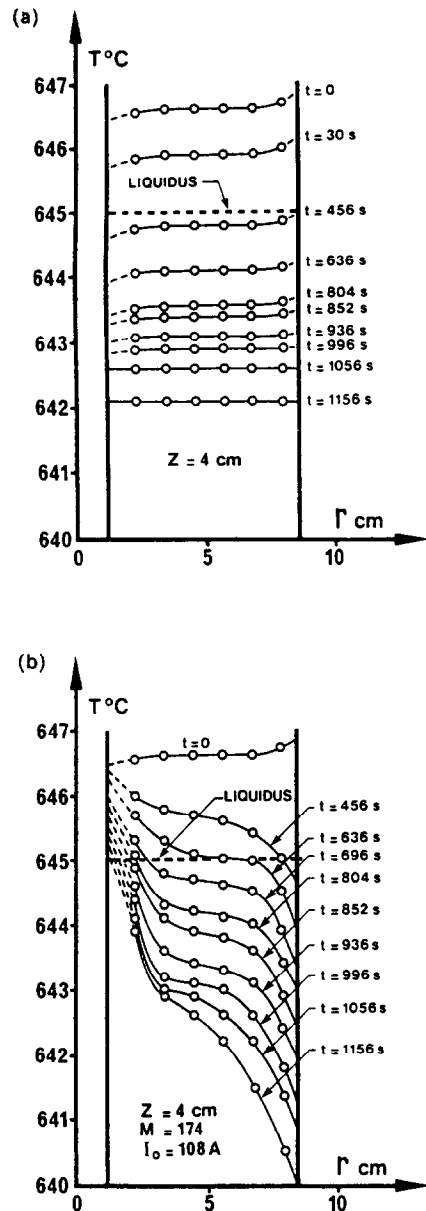 (a)
T°C
647
646
645
644
643
642
641
640
0
5
10
r cm
LIQUIDUS
Z = 4 cm
t = 0
t = 30 s
t = 456 s
t = 636 s
t = 804 s
t = 852 s
t = 936 s
t = 996 s
t = 1056 s
t = 1156 s
(b)
T°C
647
646
645
644
643
642
641
640
0
5
10
r cm
t = 0
LIQUIDUS
t = 456 s
t = 636 s
t = 696 s
t = 804 s
t = 852 s
t = 936 s
t = 996 s
t = 1056 s
t = 1156 s
Z = 4 cm
M = 174
I₀ = 108 A